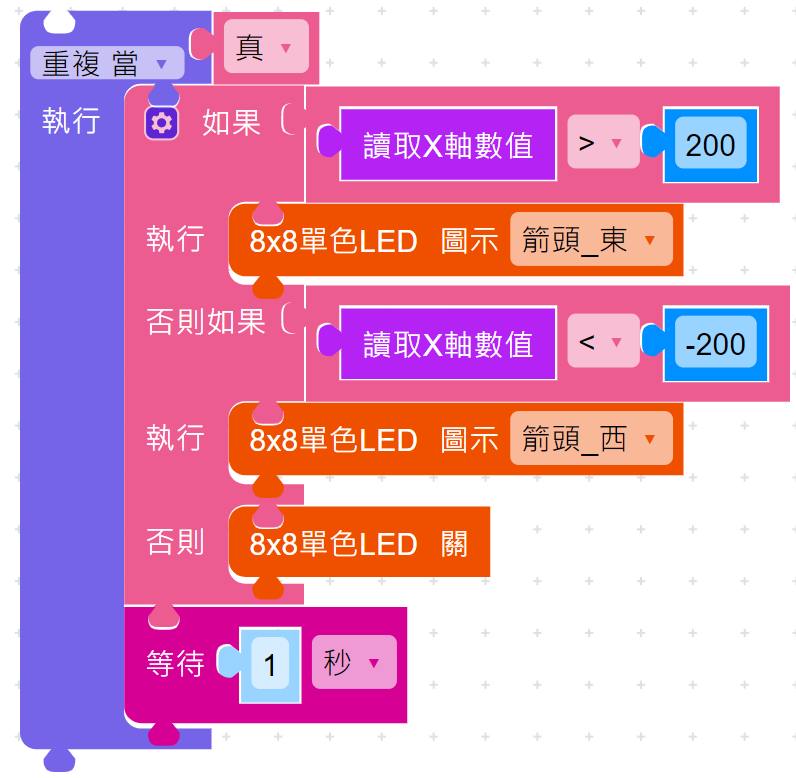 重複 當 ▼ 真 ▼
執行 如果 讀取X軸數值 > ▼ 200
執行 8x8單色LED 圖示 箭頭_東 ▼
否則如果 讀取X軸數值 < ▼ -200
執行 8x8單色LED 圖示 箭頭_西 ▼
否則 8x8單色LED 關
等待 1 秒 ▼